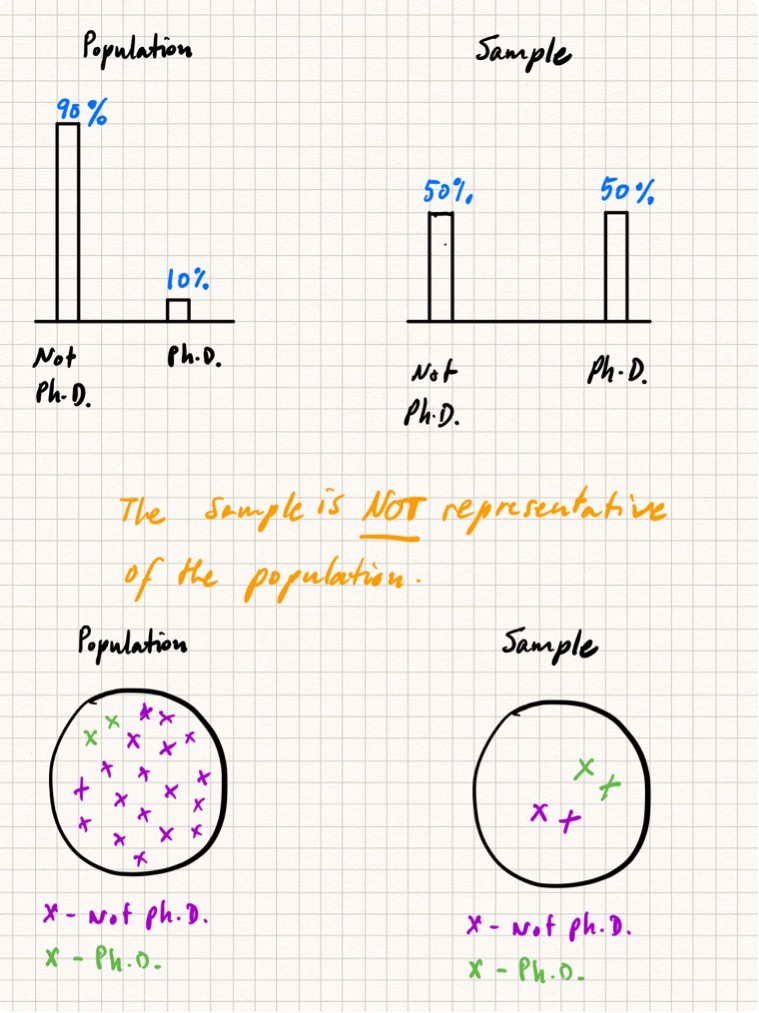 Population
Sample
90%
10%
50%
50%
Not
Ph.D.
Ph.D.
Not
Ph.D.
Ph.D.
The Sample is NOT representative
of the population.
Population
Sample
x - Not Ph.D.
x - Ph.D.
x - Not Ph.D.
x - Ph.D.